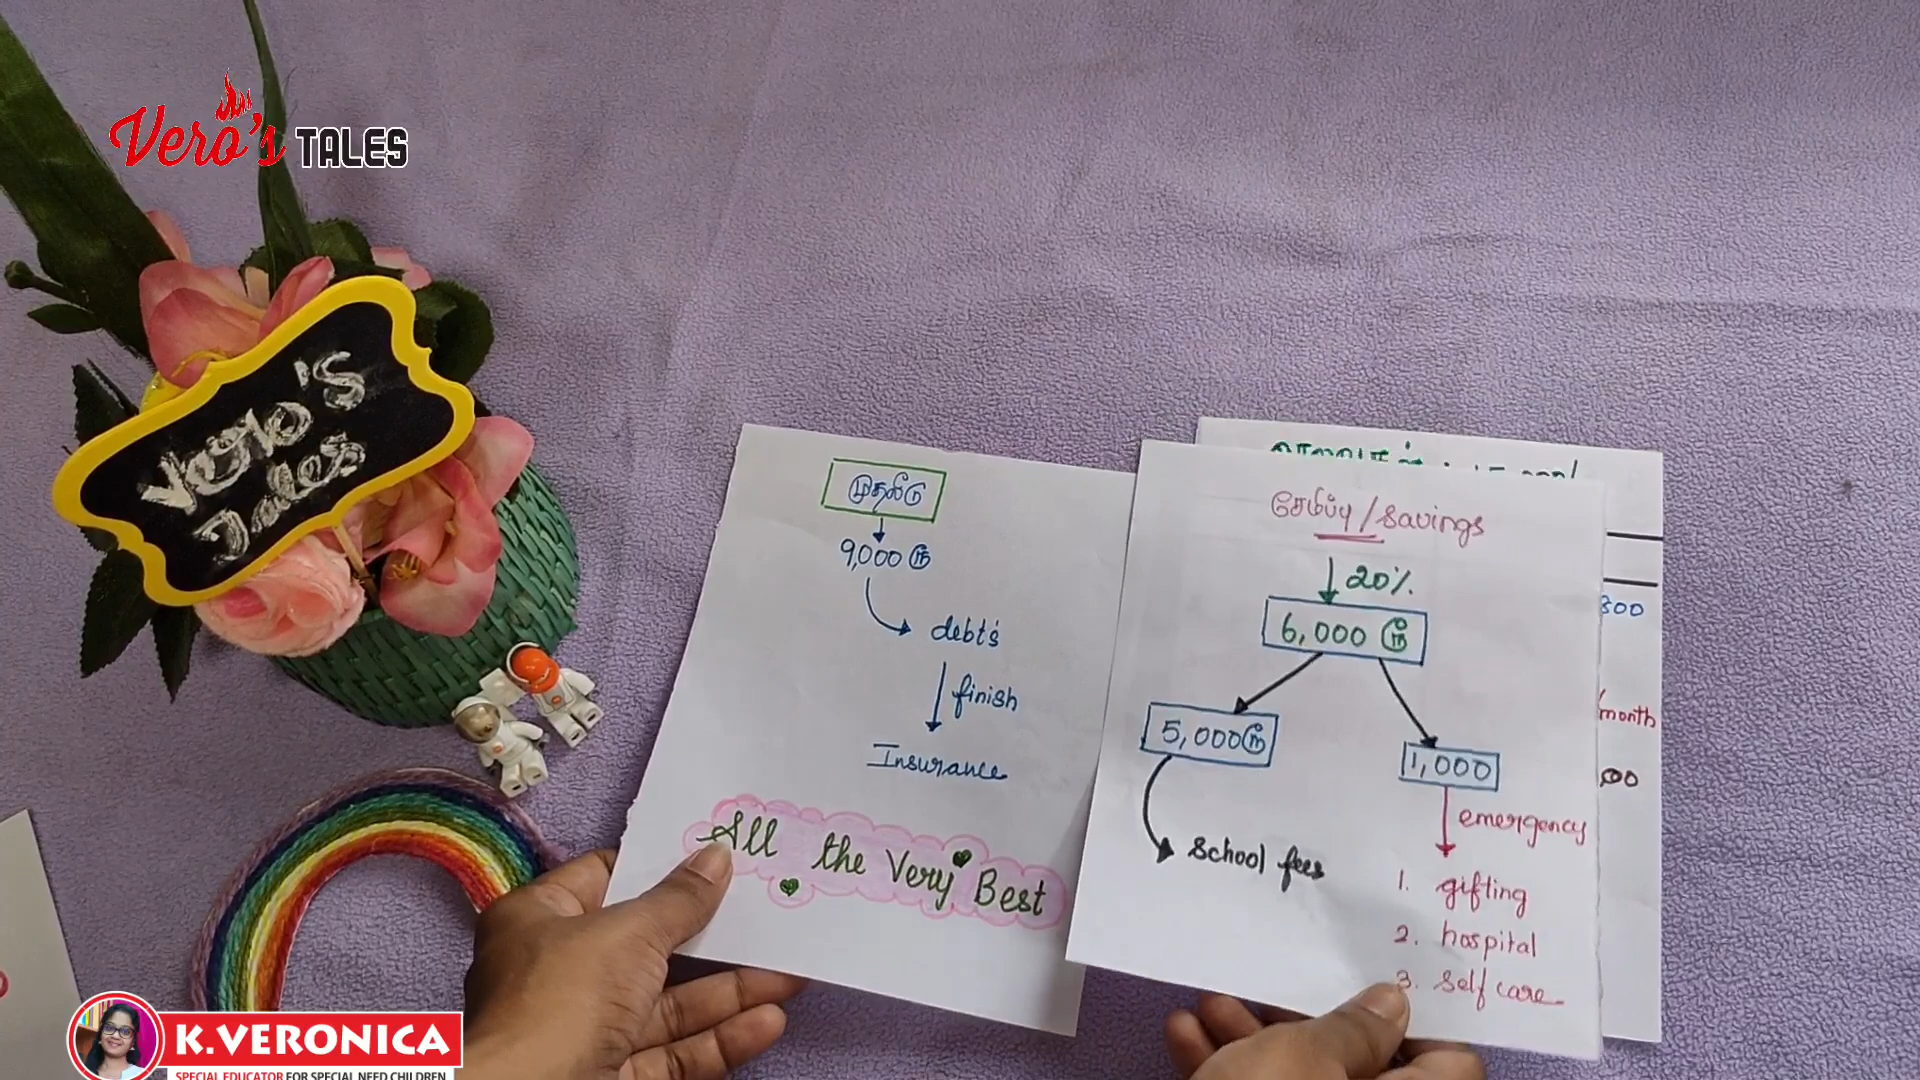 Vero's TALES
VERO'S
Tales
முதலீடு
9,000 ரூ
debt's
finish
Insurance
All the Very Best
சேமிப்பு / savings
20%
6,000 ரூ
5,000 ரூ
1,000
School fees
emergency
1. gifting
2. hospital
3. self care
/month
K.VERONICA
SPECIAL EDUCATOR FOR SPECIAL NEED CHILDREN